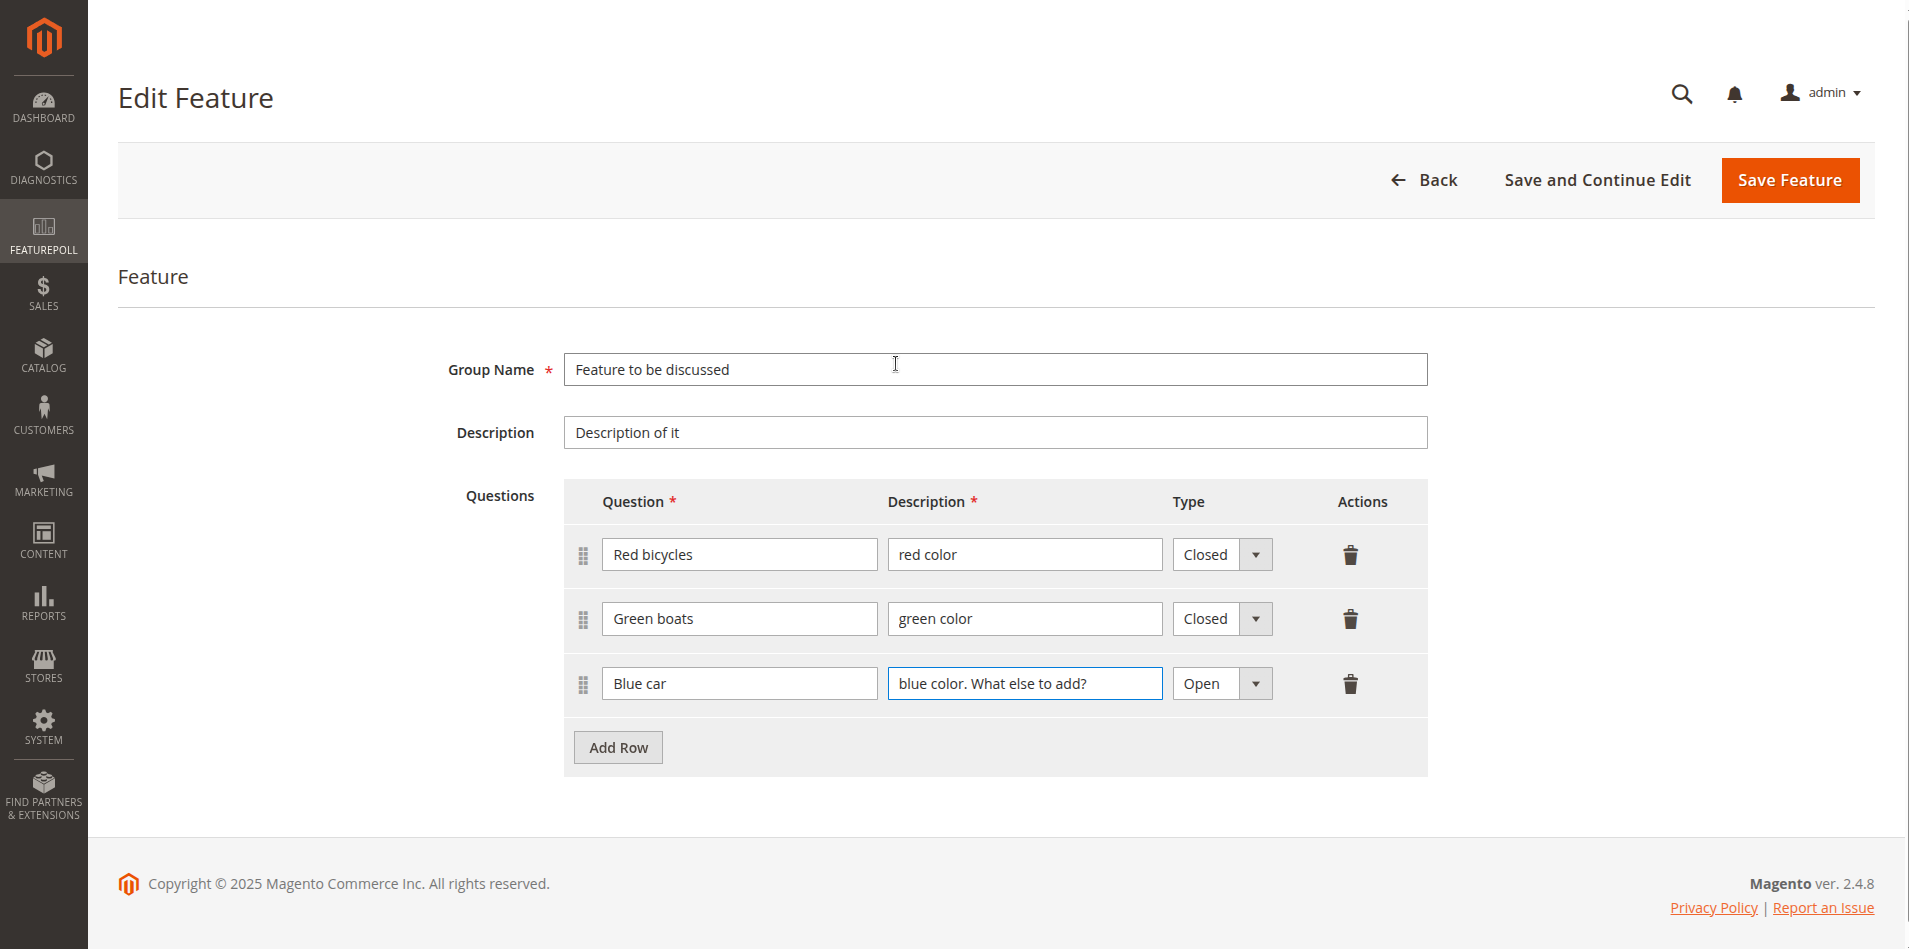 DASHBOARD
DIAGNOSTICS
FEATUREPOLL
SALES
CATALOG
CUSTOMERS
MARKETING
CONTENT
REPORTS
STORES
SYSTEM
FIND PARTNERS
& EXTENSIONS
Edit Feature
admin
Back Save and Continue Edit Save Feature
Feature
Group Name * Feature to be discussed
Description Description of it
Questions Question * Description * Type Actions
Red bicycles red color Closed
Green boats green color Closed
Blue car blue color. What else to add? Open
Add Row
Copyright © 2025 Magento Commerce Inc. All rights reserved.
Magento ver. 2.4.8
Privacy Policy | Report an Issue